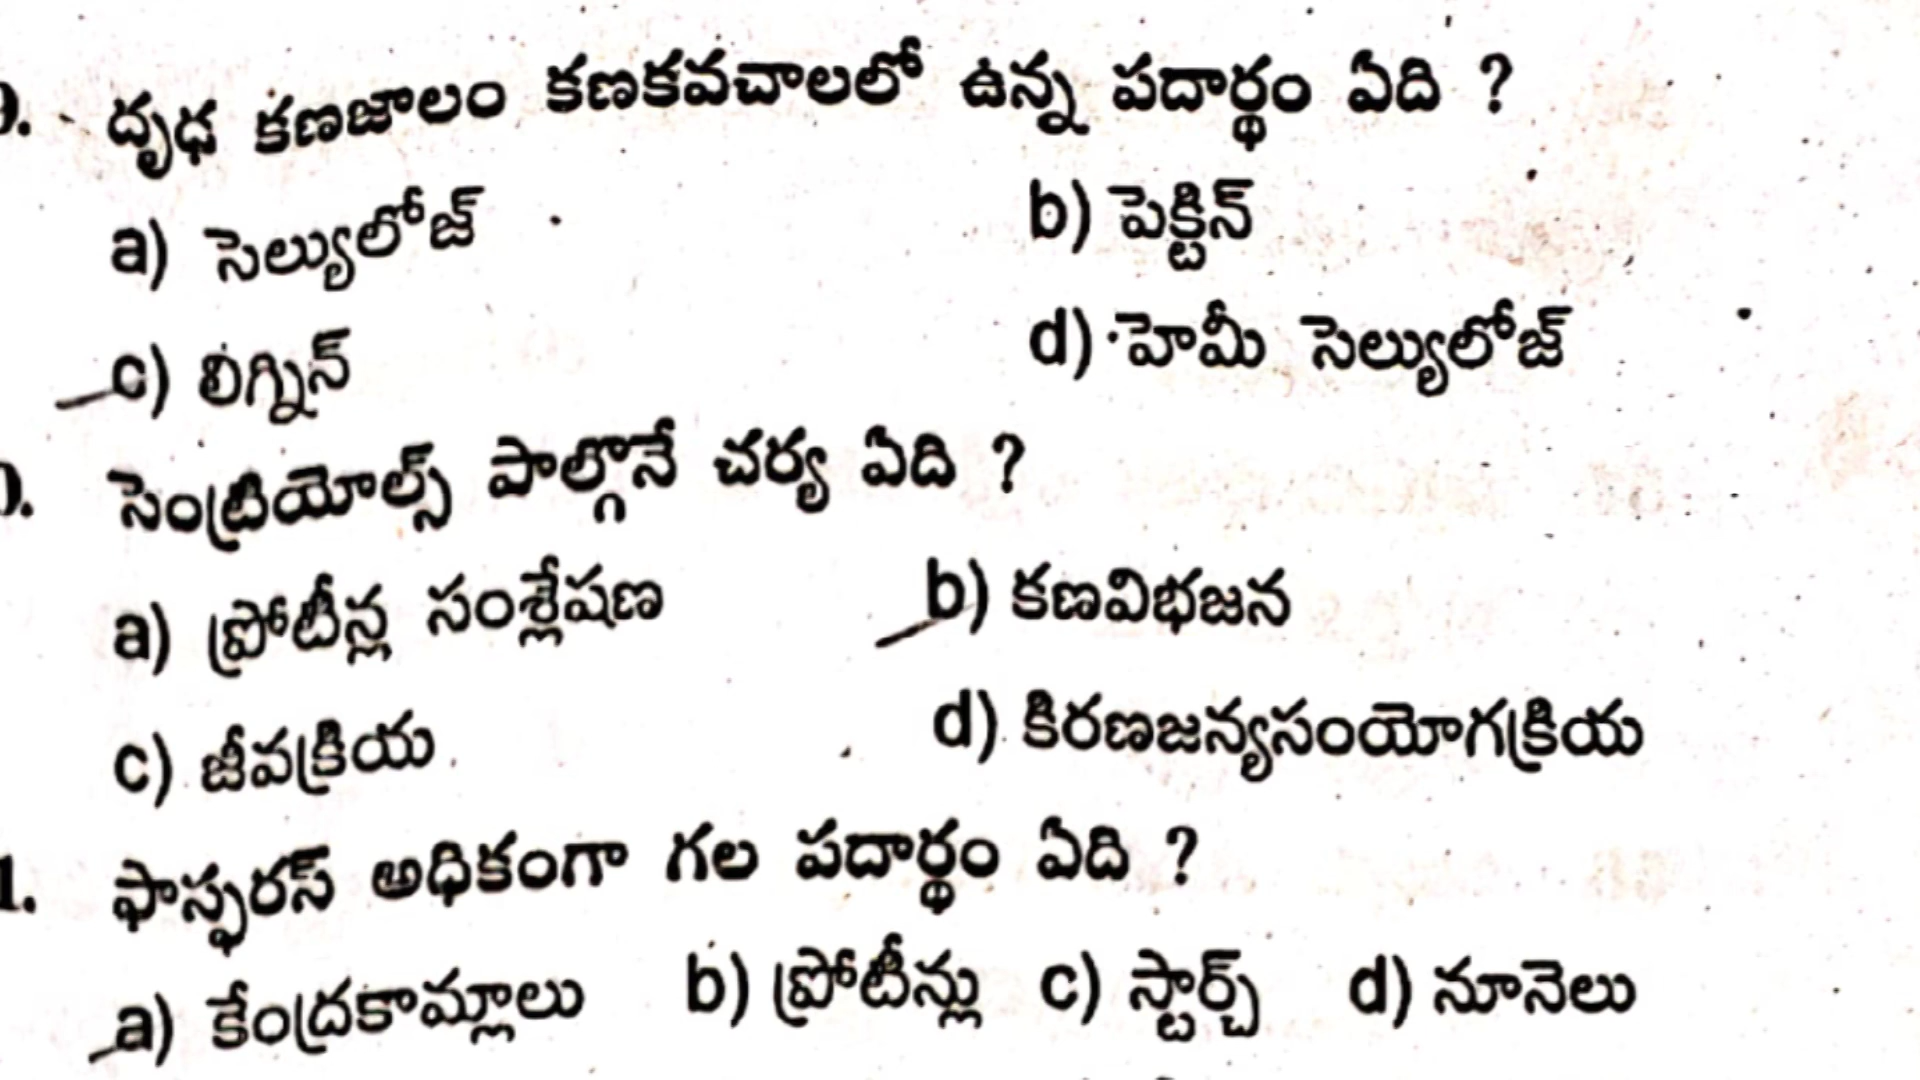 9. దృఢ కణజాలం కణకవచాలలో ఉన్న పదార్థం ఏది ?
a) సెల్యులోజ్ b) పెక్టిన్
c) లిగ్నిన్ d) హెమీ సెల్యులోజ్
0. సెంట్రియోల్స్ పాల్గొనే చర్య ఏది ?
a) ప్రోటీన్ల సంశ్లేషణ b) కణవిభజన
c) జీవక్రియ d) కిరణజన్యసంయోగక్రియ
1. ఫాస్ఫరస్ అధికంగా గల పదార్థం ఏది ?
a) కేంద్రకామ్లాలు b) ప్రోటీన్లు c) స్టార్చ్ d) నూనెలు